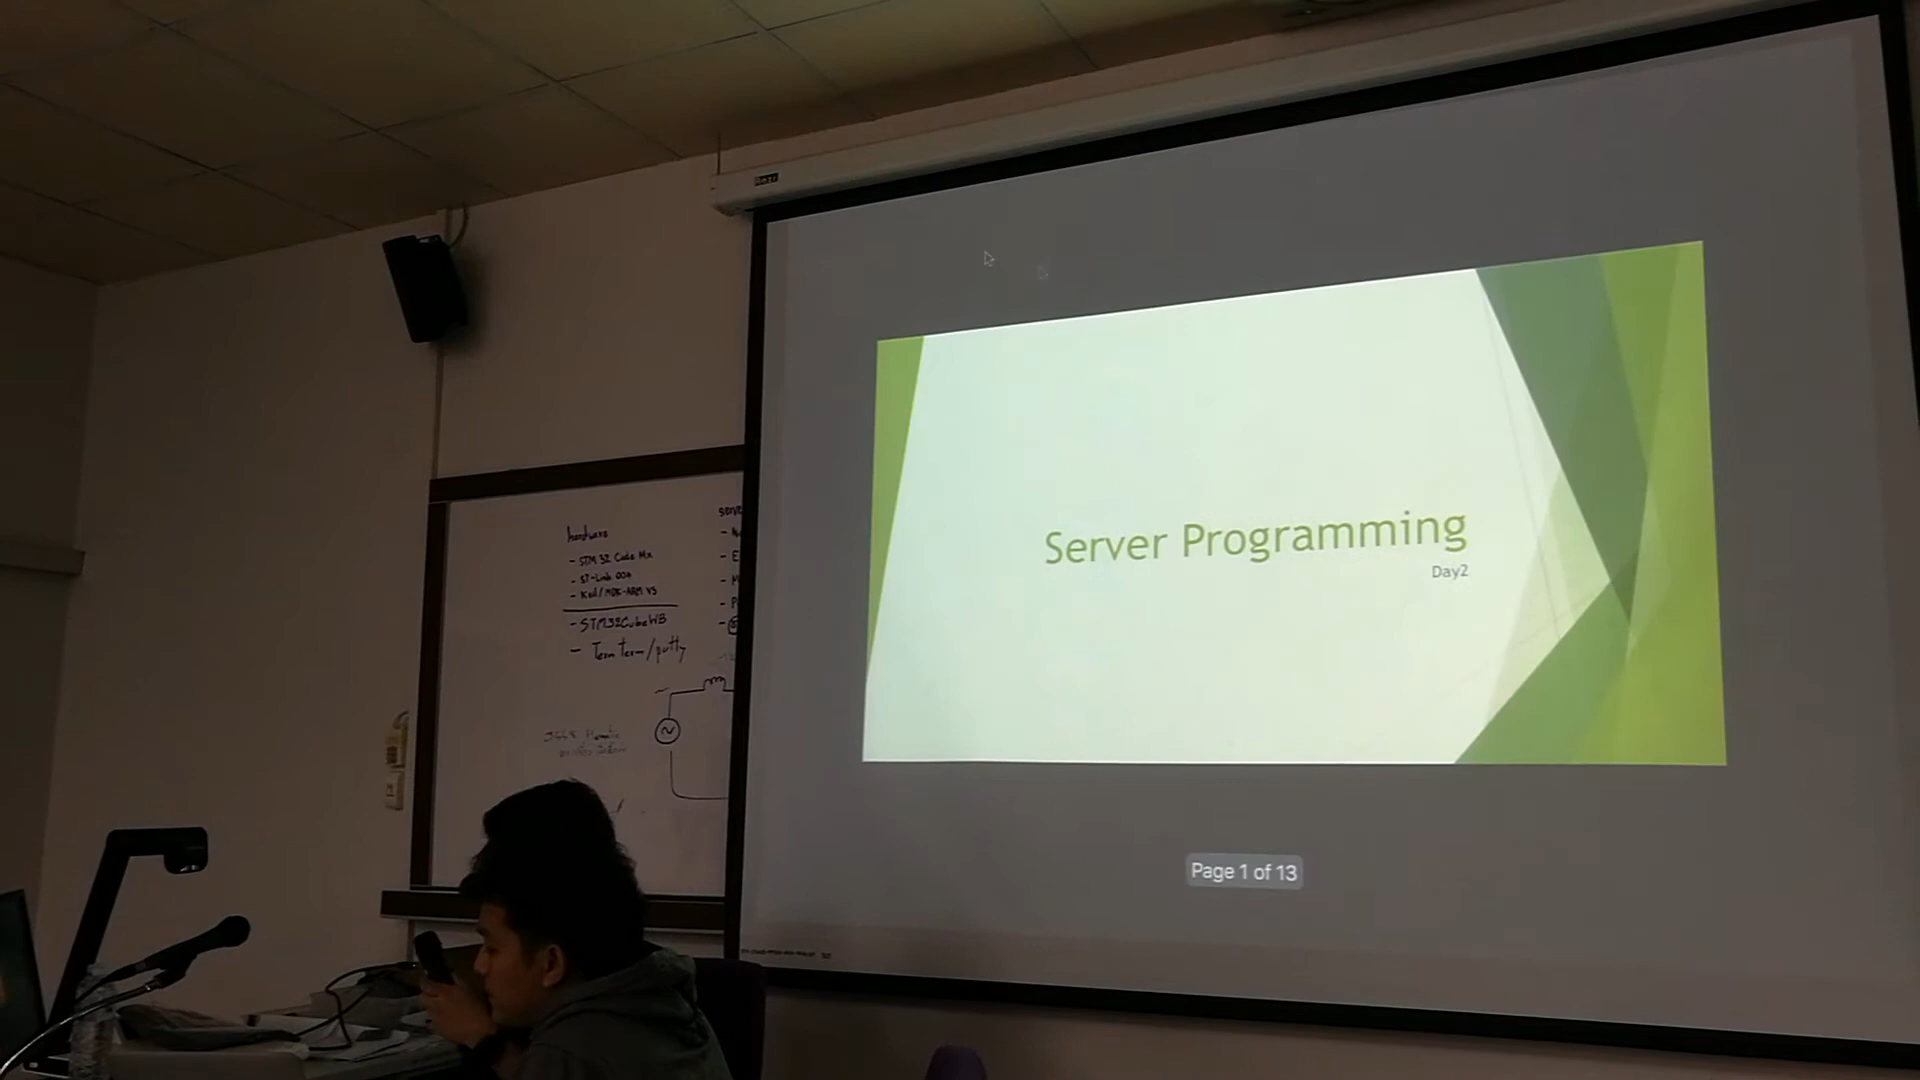 hardware
- STM 32 Cube Mx
- ST-Link 004
- Keil/MDK-ARM V5
- STM32CubeWB
- Tera term/putty
Server Programming
Day2
Page 1 of 13